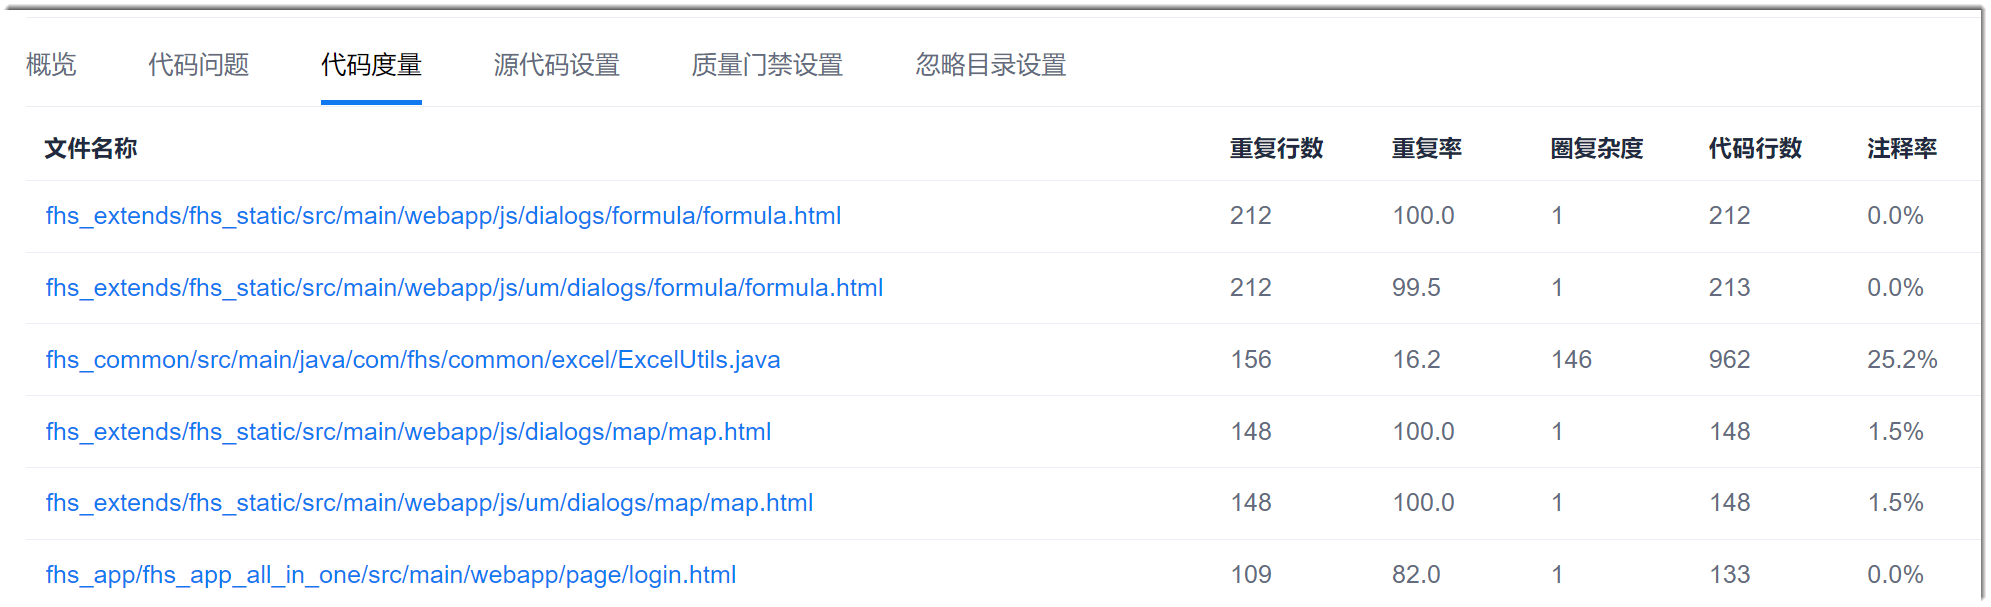 概览 代码问题 代码度量 源代码设置 质量门禁设置 忽略目录设置
文件名称 重复行数 重复率 圈复杂度 代码行数 注释率
fhs_extends/fhs_static/src/main/webapp/js/dialogs/formula/formula.html 212 100.0 1 212 0.0%
fhs_extends/fhs_static/src/main/webapp/js/um/dialogs/formula/formula.html 212 99.5 1 213 0.0%
fhs_common/src/main/java/com/fhs/common/excel/ExcelUtils.java 156 16.2 146 962 25.2%
fhs_extends/fhs_static/src/main/webapp/js/dialogs/map/map.html 148 100.0 1 148 1.5%
fhs_extends/fhs_static/src/main/webapp/js/um/dialogs/map/map.html 148 100.0 1 148 1.5%
fhs_app/fhs_app_all_in_one/src/main/webapp/page/login.html 109 82.0 1 133 0.0%